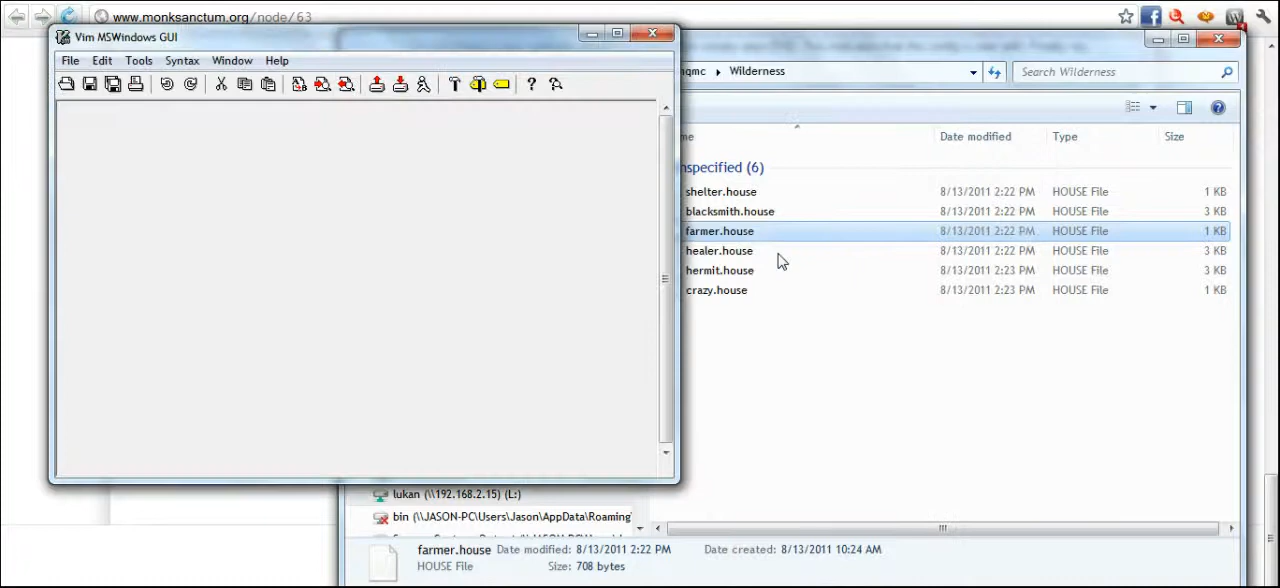 www.monksanctum.org/node/63
Vim MSWindows GUI
File Edit Tools Syntax Window Help
nqmc ▸ Wilderness
Search Wilderness
me Date modified Type Size
nspecified (6)
shelter.house 8/13/2011 2:22 PM HOUSE File 1 KB
blacksmith.house 8/13/2011 2:22 PM HOUSE File 3 KB
farmer.house 8/13/2011 2:22 PM HOUSE File 1 KB
healer.house 8/13/2011 2:22 PM HOUSE File 3 KB
hermit.house 8/13/2011 2:23 PM HOUSE File 3 KB
crazy.house 8/13/2011 2:23 PM HOUSE File 1 KB
lukan (\\192.168.2.15) (L:)
bin (\\JASON-PC\Users\Jason\AppData\Roaming\
farmer.house Date modified: 8/13/2011 2:22 PM Date created: 8/13/2011 10:24 AM
HOUSE File Size: 708 bytes